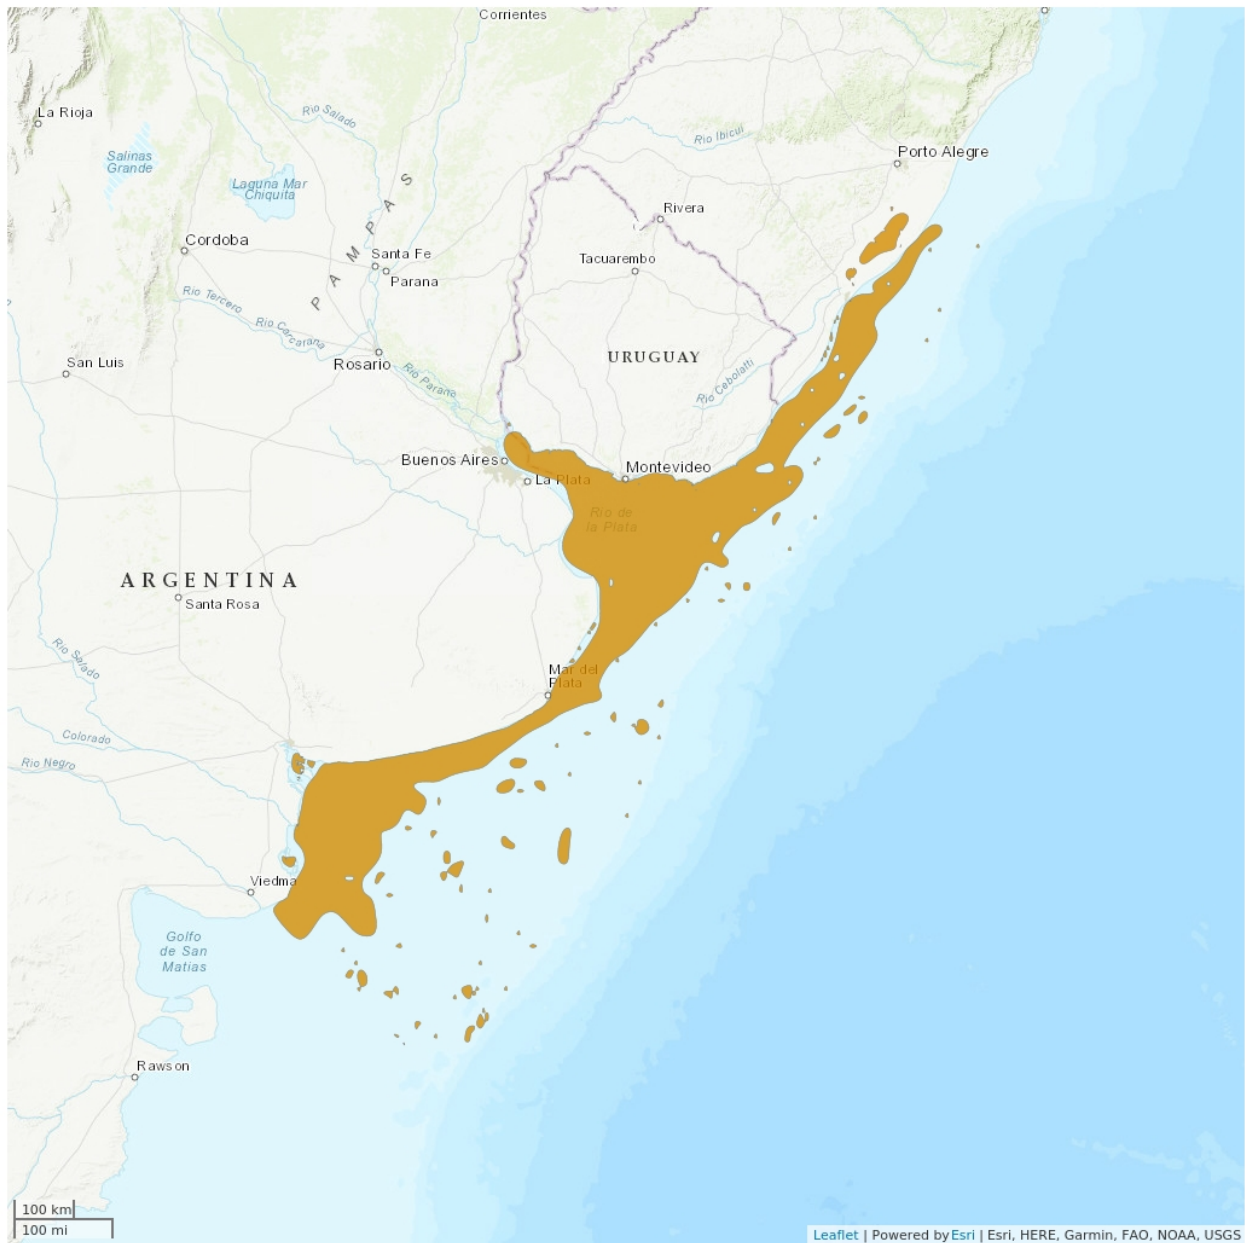 Corrientes
La Rioja
Rio Salado
Rio Ibicui
Porto Alegre
Salinas
Grande
Laguna Mar
Chiquita
PAMPAS
Rivera
Cordoba
Santa Fe
Parana
Tacuarembo
Rio Tercero
Rio Carcarana
Rosario
San Luis
URUGUAY
Rio Parano
Rio Cebolatti
Buenos Aires
Montevideo
La Plata
Rio de
la Plata
ARGENTINA
Santa Rosa
Rio Salado
Mar del
Plata
Colorado
Rio Negro
Viedma
Golfo
de San
Matias
Rawson
100 km
100 mi
Leaflet | Powered by Esri | Esri, HERE, Garmin, FAO, NOAA, USGS